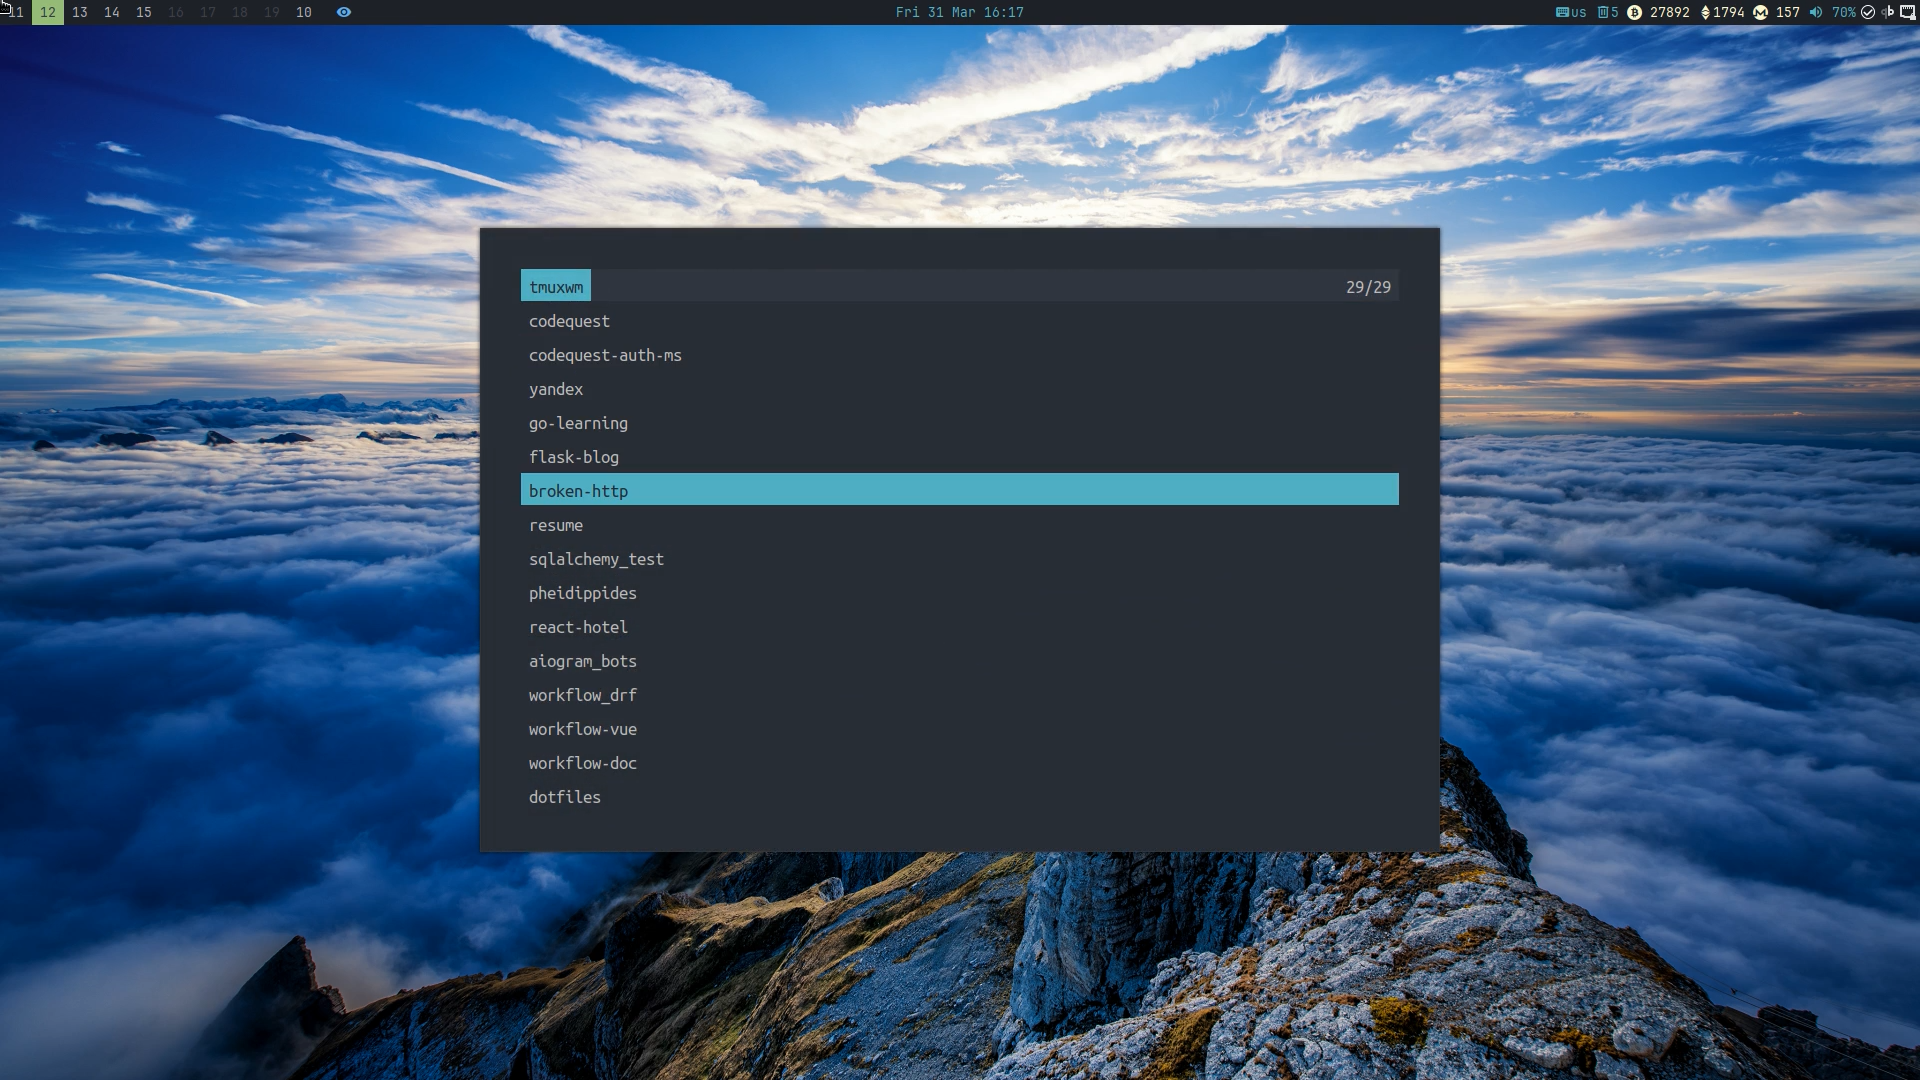 11 12 13 14 15 16 17 18 19 10 Fri 31 Mar 16:17 us 5 27892 1794 157 70%
tmuxwm 29/29
codequest
codequest-auth-ms
yandex
go-learning
flask-blog
broken-http
resume
sqlalchemy_test
pheidippides
react-hotel
aiogram_bots
workflow_drf
workflow-vue
workflow-doc
dotfiles